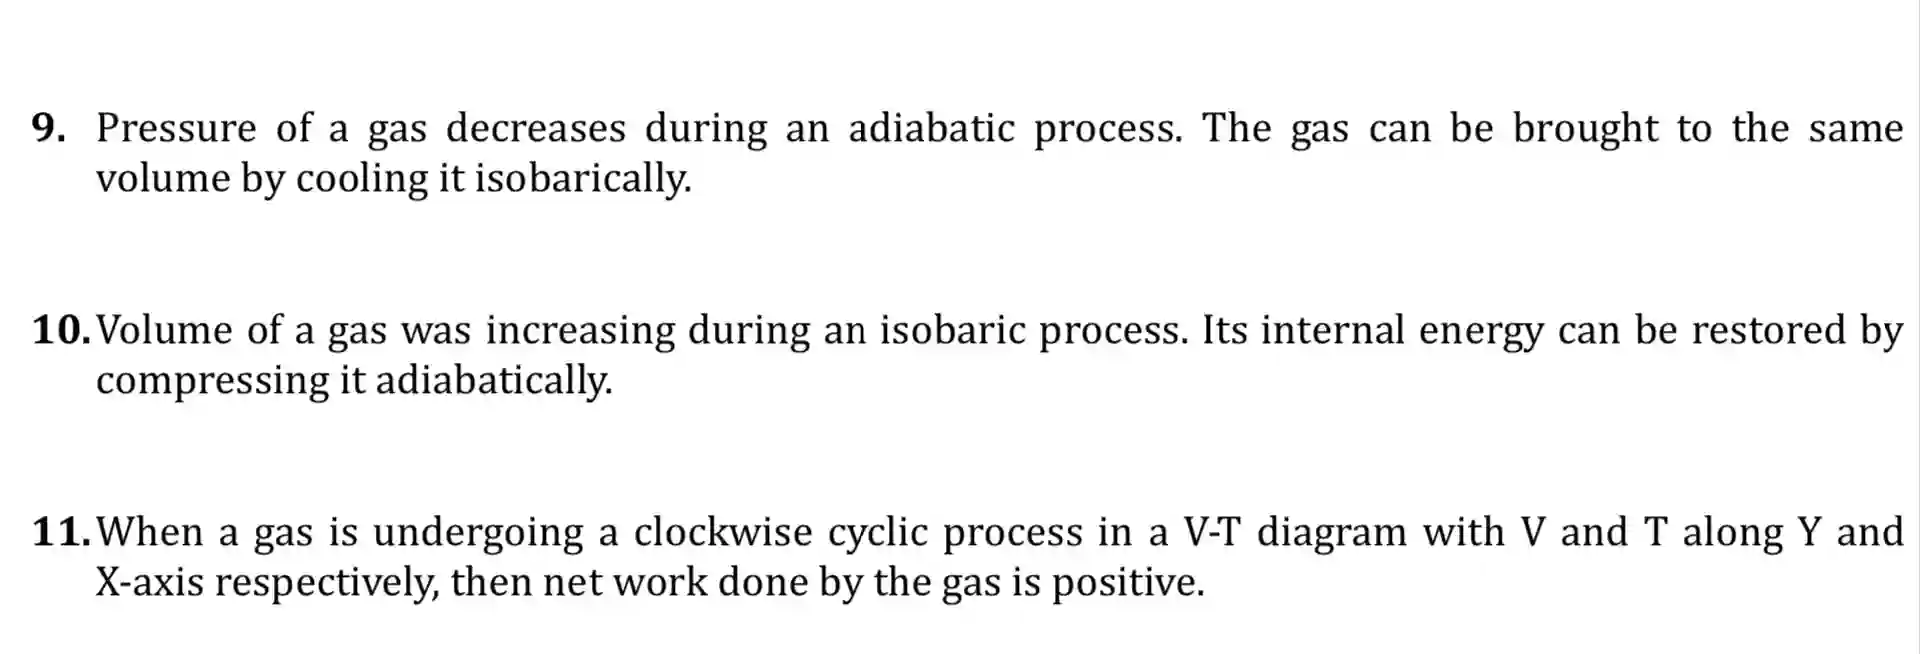 9. Pressure of a gas decreases during an adiabatic process. The gas can be brought to the same
volume by cooling it isobarically.
10. Volume of a gas was increasing during an isobaric process. Its internal energy can be restored by
compressing it adiabatically.
11. When a gas is undergoing a clockwise cyclic process in a V-T diagram with V and T along Y and
X-axis respectively, then net work done by the gas is positive.